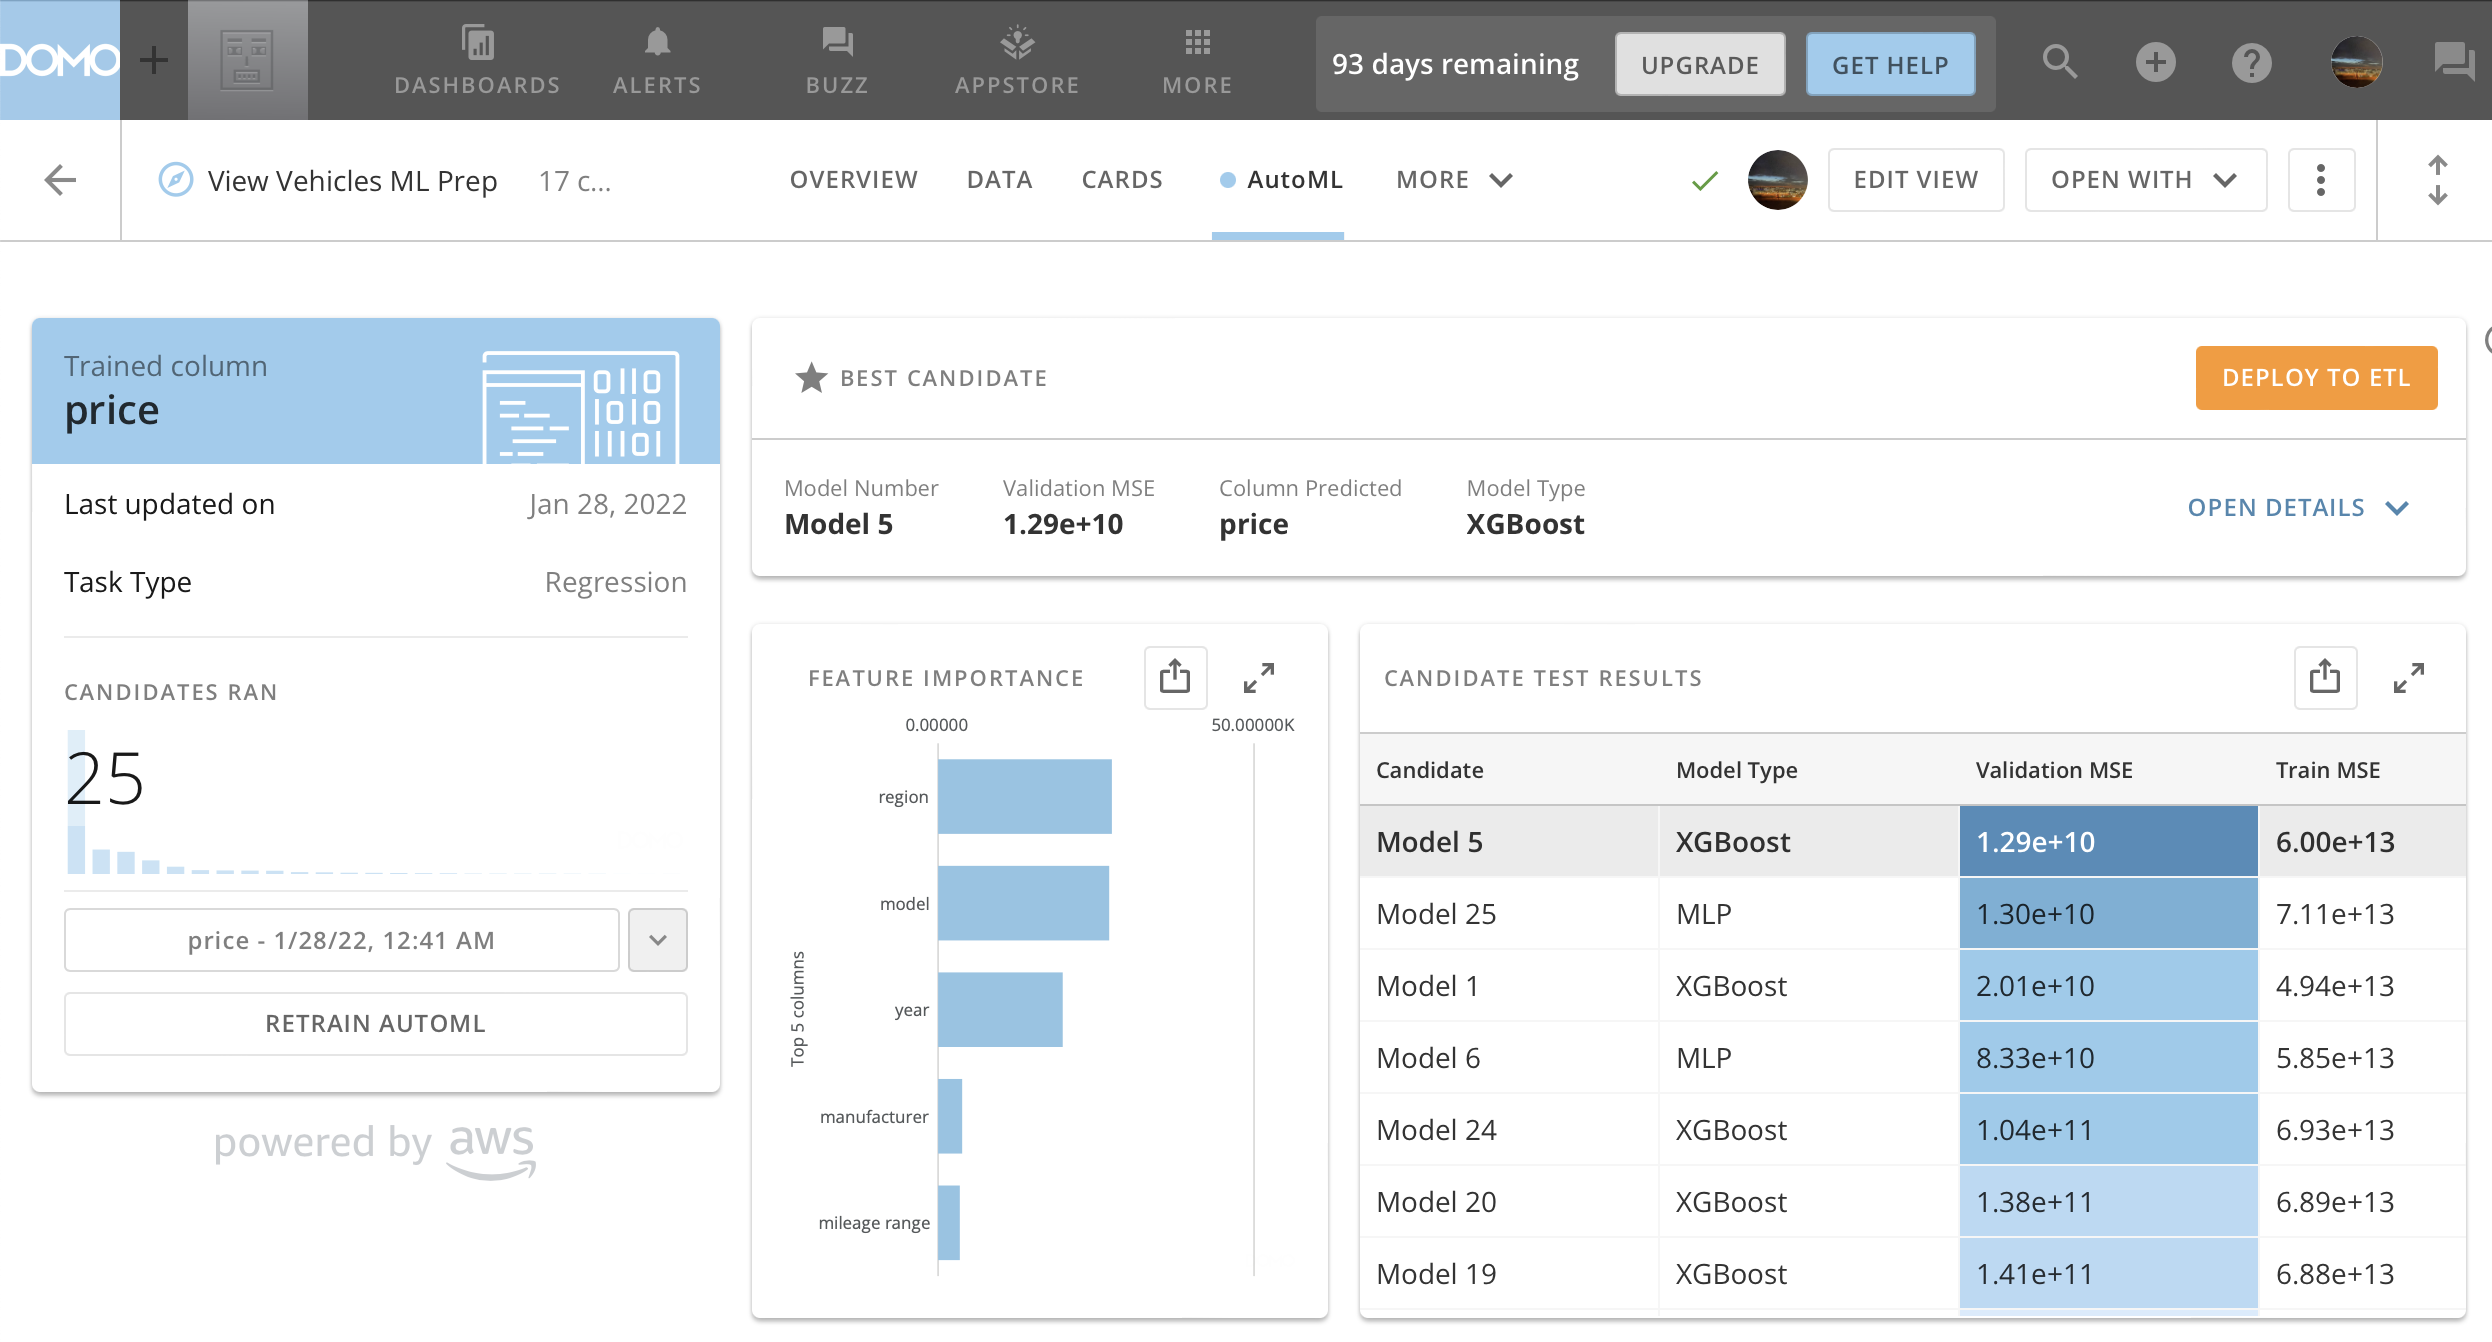 DOMO
DASHBOARDS
ALERTS
BUZZ
APPSTORE
MORE
93 days remaining
UPGRADE
GET HELP
View Vehicles ML Prep
17 c...
OVERVIEW
DATA
CARDS
AutoML
MORE
EDIT VIEW
OPEN WITH
Trained column
price
0110
1010
11101
Last updated on Jan 28, 2022
Task Type Regression
CANDIDATES RAN
25
price - 1/28/22, 12:41 AM
RETRAIN AUTOML
powered by aws
BEST CANDIDATE
DEPLOY TO ETL
Model Number Validation MSE Column Predicted Model Type
Model 5 1.29e+10 price XGBoost
OPEN DETAILS
FEATURE IMPORTANCE
0.00000 50.00000K
Top 5 columns
region
model
year
manufacturer
mileage range
CANDIDATE TEST RESULTS
Candidate Model Type Validation MSE Train MSE
Model 5 XGBoost 1.29e+10 6.00e+13
Model 25 MLP 1.30e+10 7.11e+13
Model 1 XGBoost 2.01e+10 4.94e+13
Model 6 MLP 8.33e+10 5.85e+13
Model 24 XGBoost 1.04e+11 6.93e+13
Model 20 XGBoost 1.38e+11 6.89e+13
Model 19 XGBoost 1.41e+11 6.88e+13